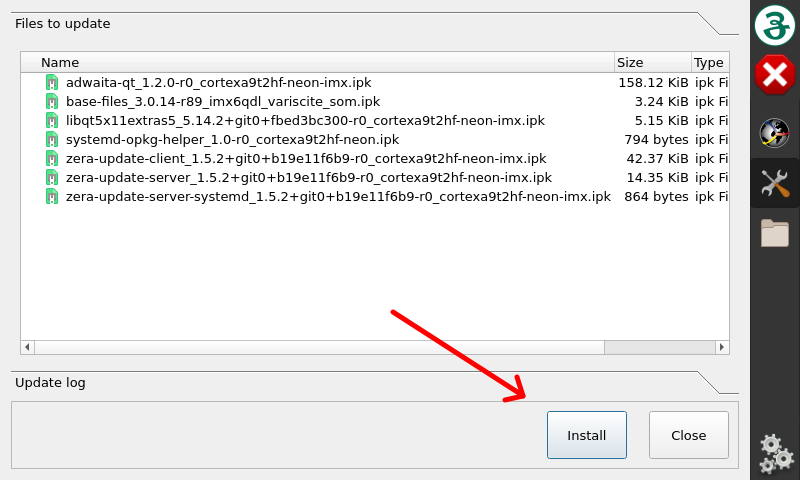 Files to update
Name Size Type
adwaita-qt_1.2.0-r0_cortexa9t2hf-neon-imx.ipk 158.12 KiB ipk Fi
base-files_3.0.14-r89_imx6qdl_variscite_som.ipk 3.24 KiB ipk Fi
libqt5x11extras5_5.14.2+git0+fbed3bc300-r0_cortexa9t2hf-neon-imx.ipk 5.15 KiB ipk Fi
systemd-opkg-helper_1.0-r0_cortexa9t2hf-neon.ipk 794 bytes ipk Fi
zera-update-client_1.5.2+git0+b19e11f6b9-r0_cortexa9t2hf-neon-imx.ipk 42.37 KiB ipk Fi
zera-update-server_1.5.2+git0+b19e11f6b9-r0_cortexa9t2hf-neon-imx.ipk 14.35 KiB ipk Fi
zera-update-server-systemd_1.5.2+git0+b19e11f6b9-r0_cortexa9t2hf-neon-imx.ipk 864 bytes ipk Fi
Update log
Install Close